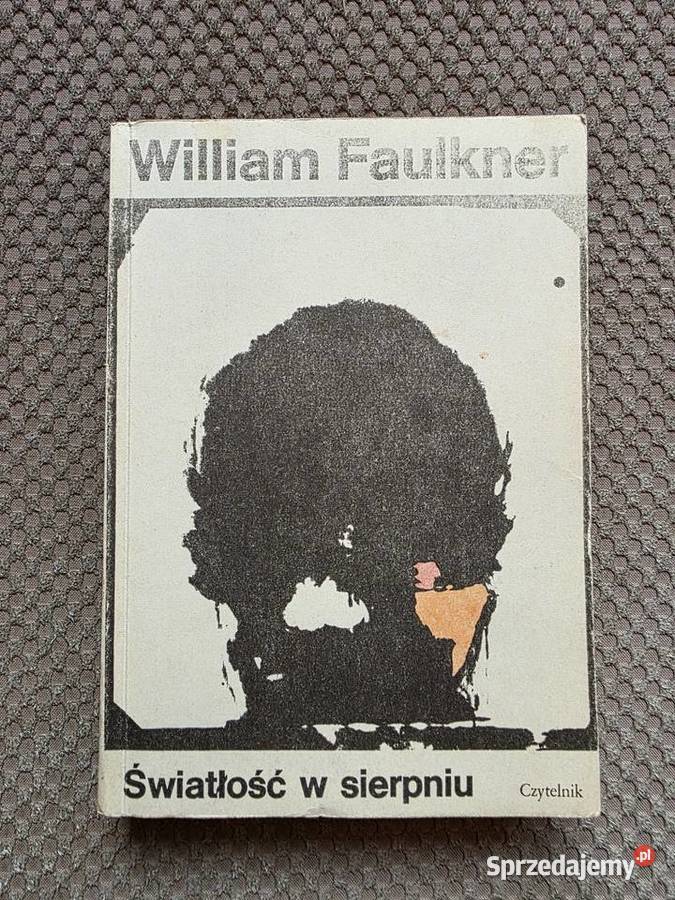 William Faulkner
Światłość w sierpniu
Czytelnik
Sprzedajemy.pl